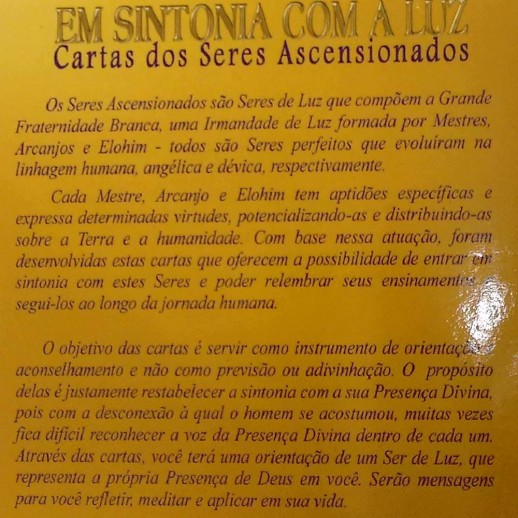 EM SINTONIA COM A LUZ
Cartas dos Seres Ascensionados
Os Seres Ascensionados são Seres de Luz que compõem a Grande
Fraternidade Branca, uma Irmandade de Luz formada por Mestres,
Arcanjos e Elohim - todos são Seres perfeitos que evoluíram na
linhagem humana, angélica e dévica, respectivamente.
Cada Mestre, Arcanjo e Elohim tem aptidões específicas e
expressa determinadas virtudes, potencializando-as e distribuindo-as
sobre a Terra e a humanidade. Com base nessa atuação, foram
desenvolvidas estas cartas que oferecem a possibilidade de entrar em
sintonia com estes Seres e poder relembrar seus ensinamentos e
segui-los ao longo da jornada humana.
O objetivo das cartas é servir como instrumento de orientação e
aconselhamento e não como previsão ou adivinhação. O propósito
delas é justamente restabelecer a sintonia com a sua Presença Divina,
pois com a desconexão à qual o homem se acostumou, muitas vezes
fica difícil reconhecer a voz da Presença Divina dentro de cada um.
Através das cartas, você terá uma orientação de um Ser de Luz, que
representa a própria Presença de Deus em você. Serão mensagens
para você refletir, meditar e aplicar em sua vida.